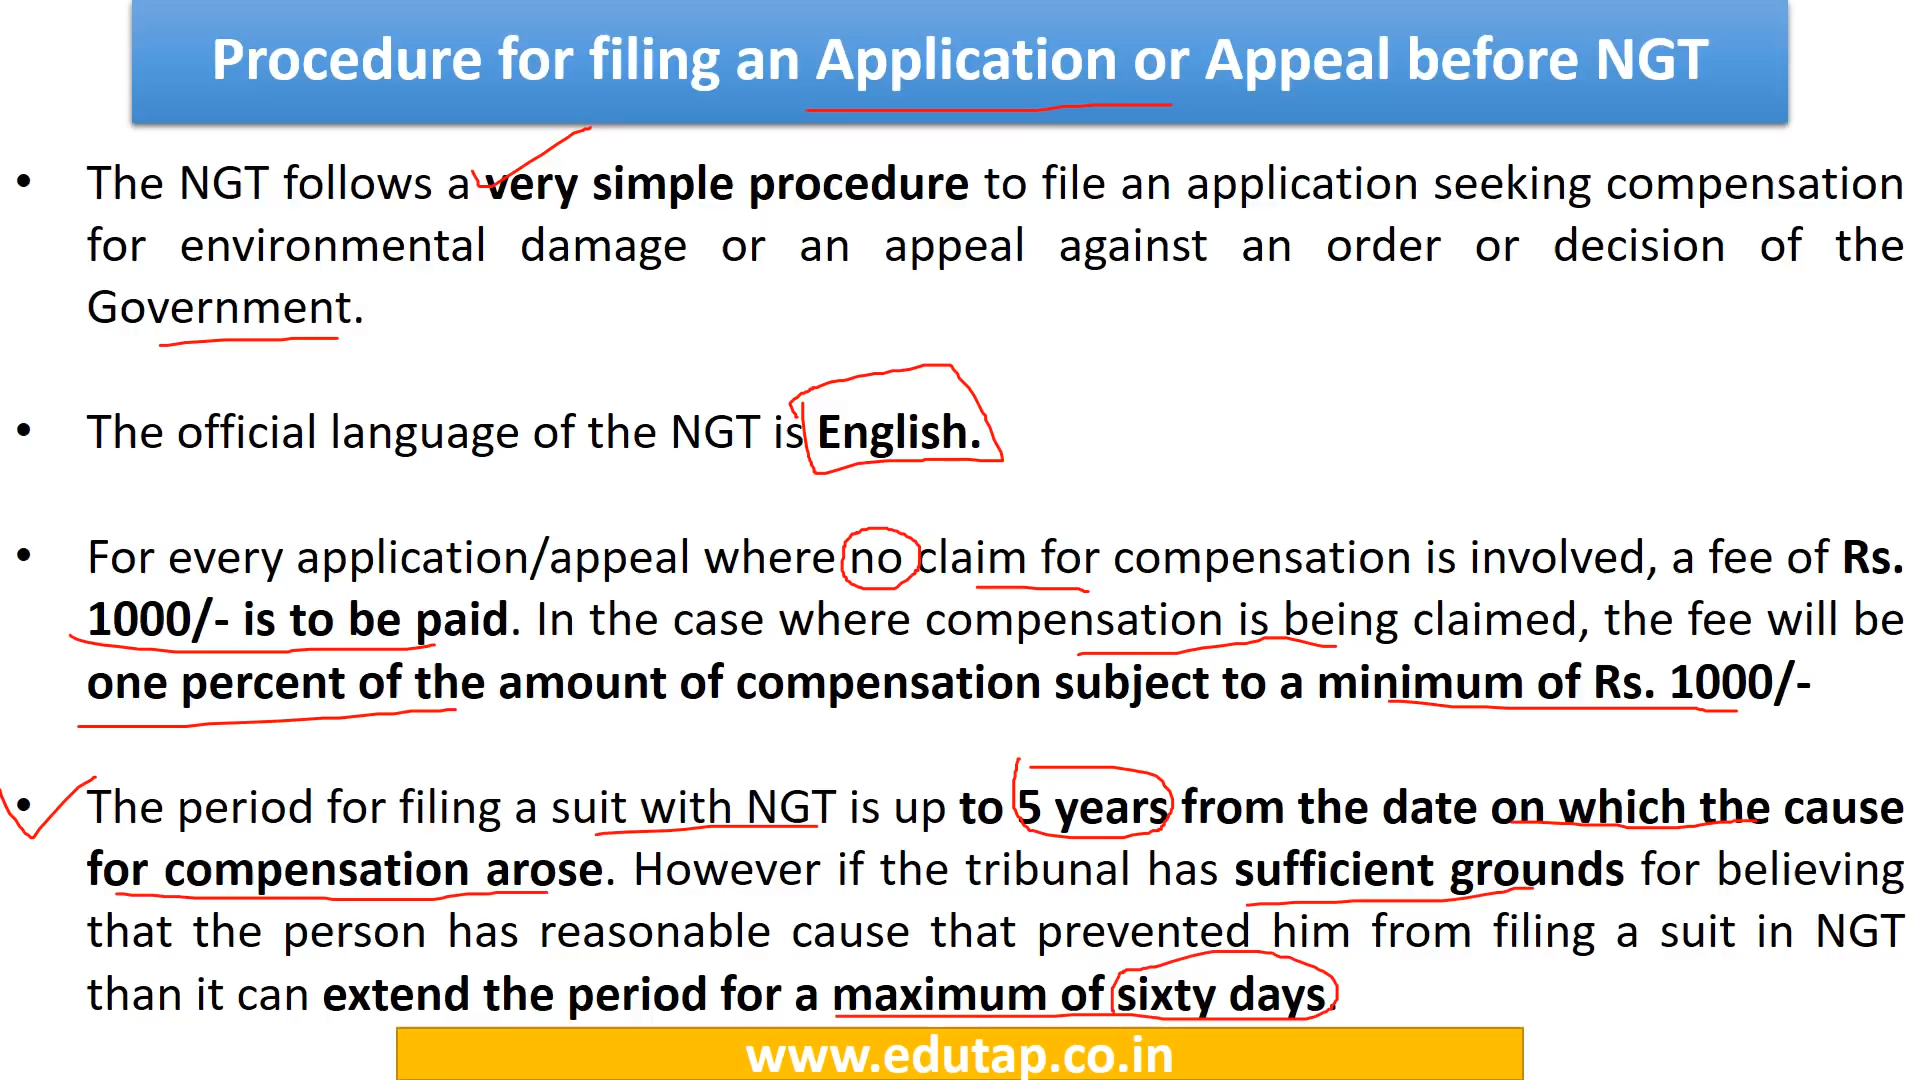 Procedure for filing an Application or Appeal before NGT
• The NGT follows a very simple procedure to file an application seeking compensation
for environmental damage or an appeal against an order or decision of the
Government.
• The official language of the NGT is English.
• For every application/appeal where no claim for compensation is involved, a fee of Rs.
1000/- is to be paid. In the case where compensation is being claimed, the fee will be
one percent of the amount of compensation subject to a minimum of Rs. 1000/-
• The period for filing a suit with NGT is up to 5 years from the date on which the cause
for compensation arose. However if the tribunal has sufficient grounds for believing
that the person has reasonable cause that prevented him from filing a suit in NGT
than it can extend the period for a maximum of sixty days.
www.edutap.co.in